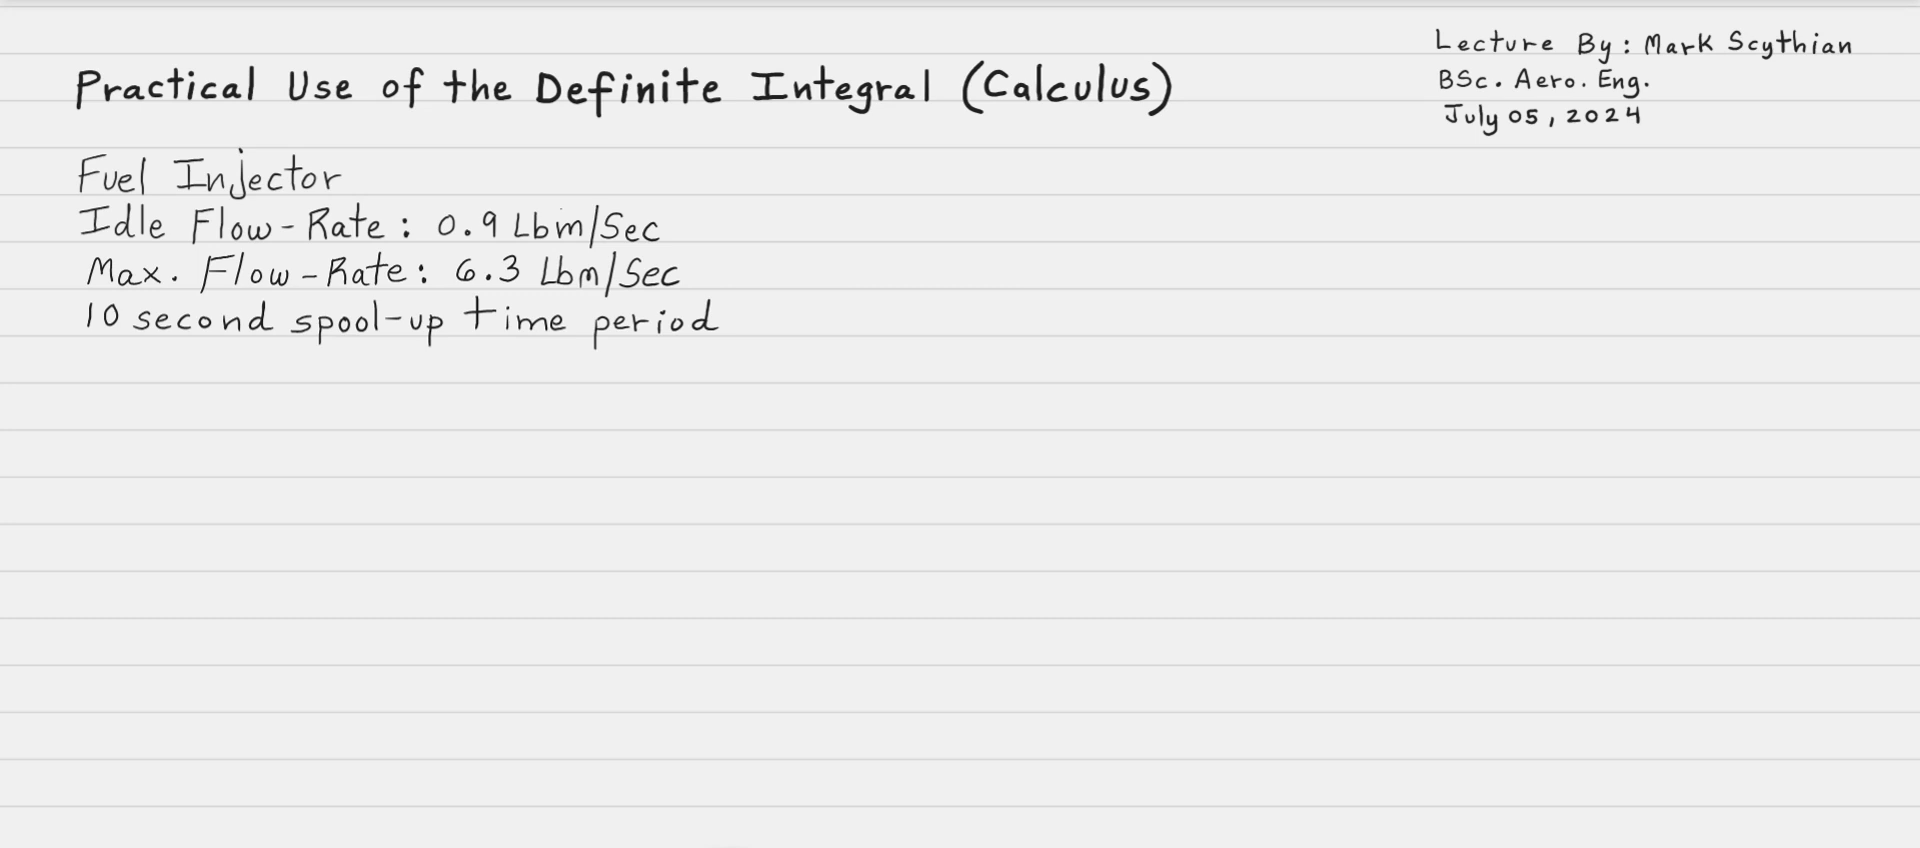 Lecture By: Mark Scythian
Practical Use of the Definite Integral (Calculus)
BSc. Aero. Eng.
July 05, 2024
Fuel Injector
Idle Flow-Rate: 0.9 Lbm/Sec
Max. Flow-Rate: 6.3 Lbm/Sec
10 second spool-up time period